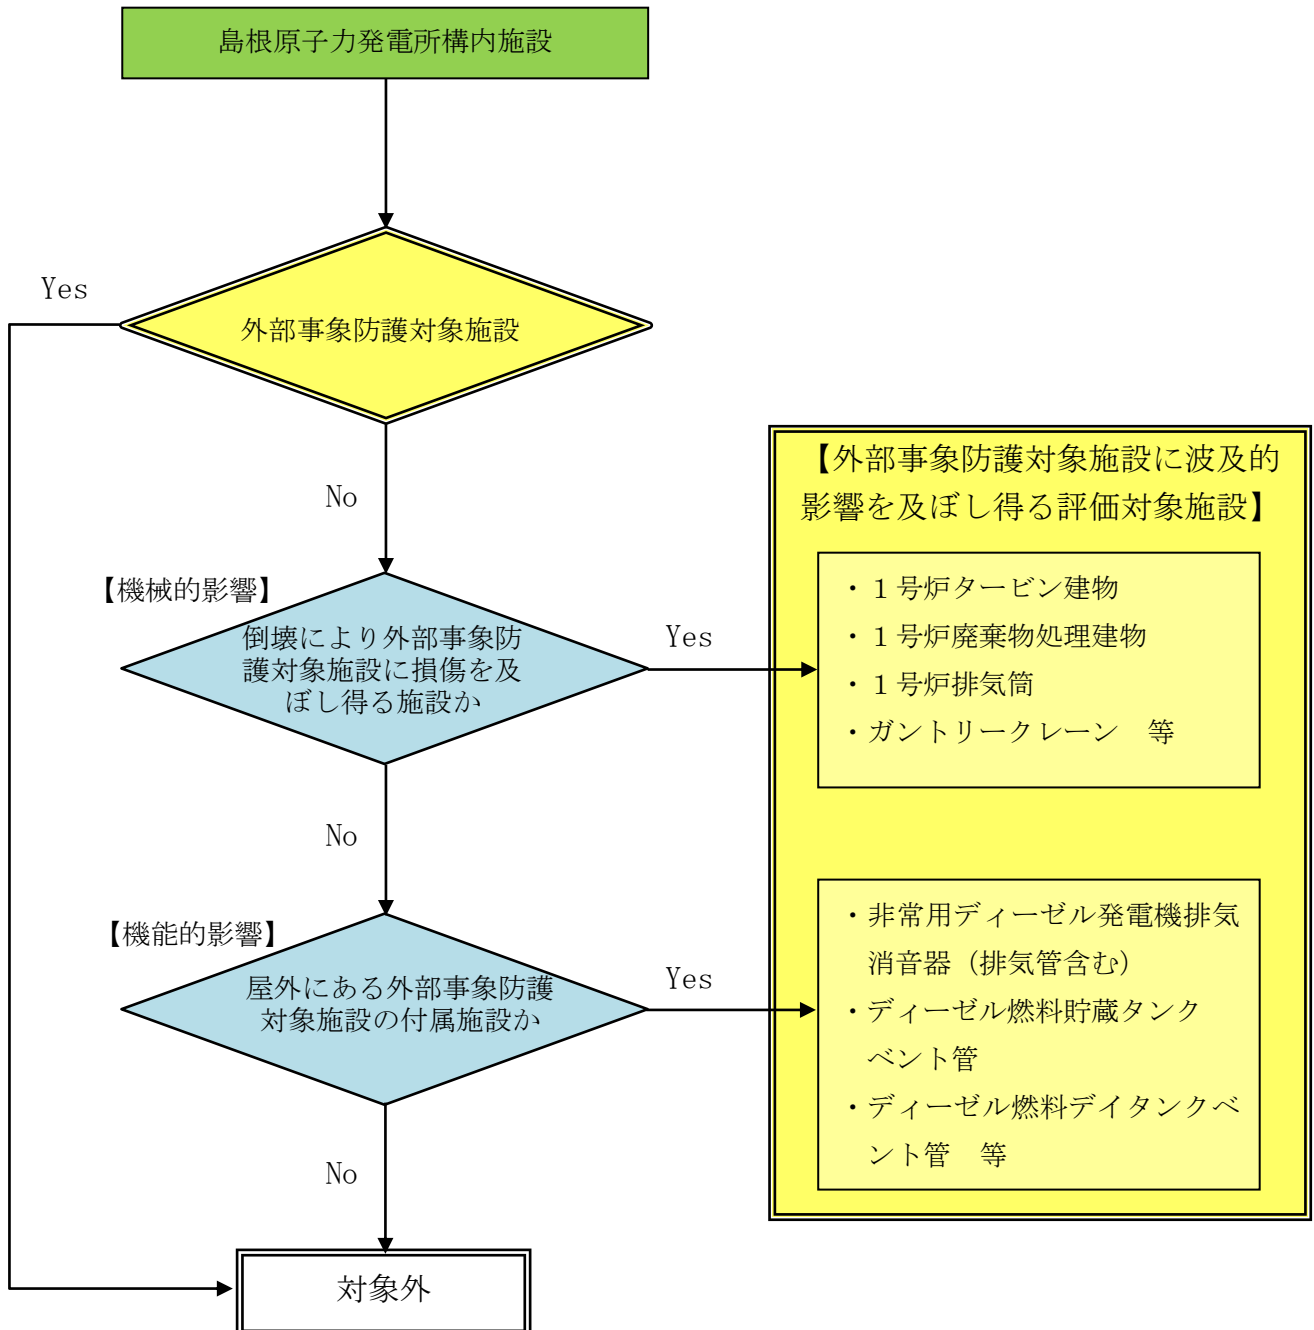 島根原子力発電所構内施設
Yes
外部事象防護対象施設
No
【機械的影響】
倒壊により外部事象防
護対象施設に損傷を及
ぼし得る施設か
Yes
No
【機能的影響】
屋外にある外部事象防護
対象施設の付属施設か
Yes
No
対象外
【外部事象防護対象施設に波及的
影響を及ぼし得る評価対象施設】
・１号炉タービン建物
・１号炉廃棄物処理建物
・１号炉排気筒
・ガントリークレーン　等
・非常用ディーゼル発電機排気
消音器（排気管含む）
・ディーゼル燃料貯蔵タンク
ベント管
・ディーゼル燃料デイタンクベ
ント管　等